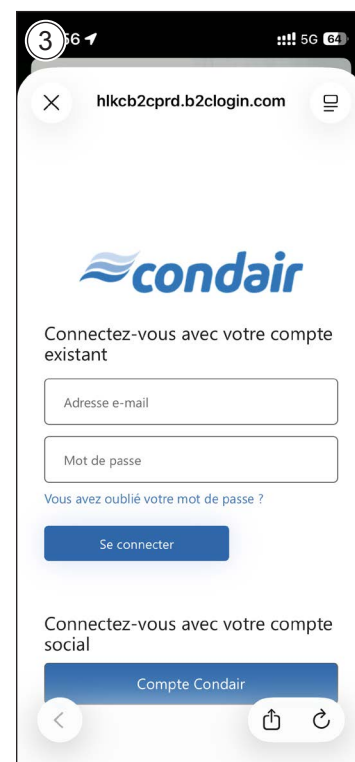 3
56
5G 64
hlkcb2cprd.b2clogin.com
condair
Connectez-vous avec votre compte
existant
Adresse e-mail
Mot de passe
Vous avez oublié votre mot de passe ?
Se connecter
Connectez-vous avec votre compte
social
Compte Condair